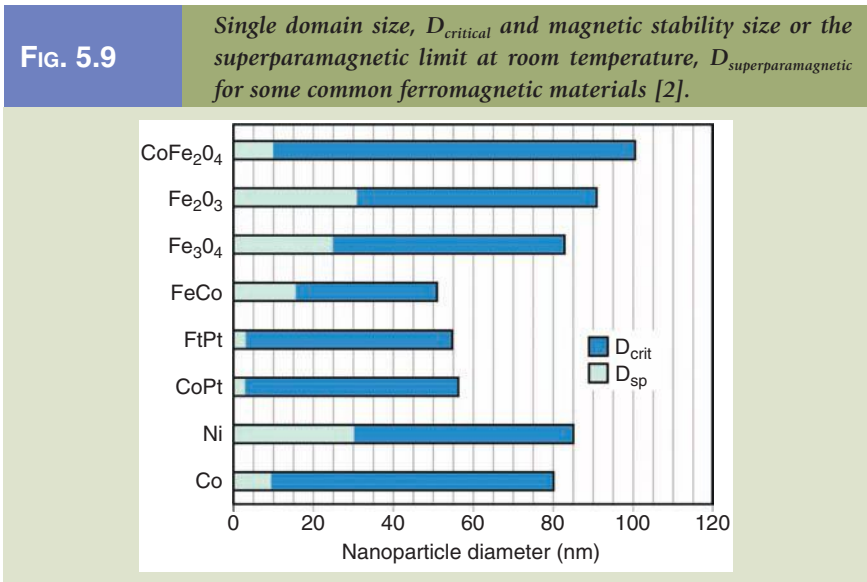 FIG. 5.9
Single domain size, D_critical and magnetic stability size or the
superparamagnetic limit at room temperature, D_superparamagnetic
for some common ferromagnetic materials [2].
CoFe₂0₄
Fe₂0₃
Fe₃0₄
FeCo
FtPt
CoPt
Ni
Co
D_crit
D_sp
0 20 40 60 80 100 120
Nanoparticle diameter (nm)